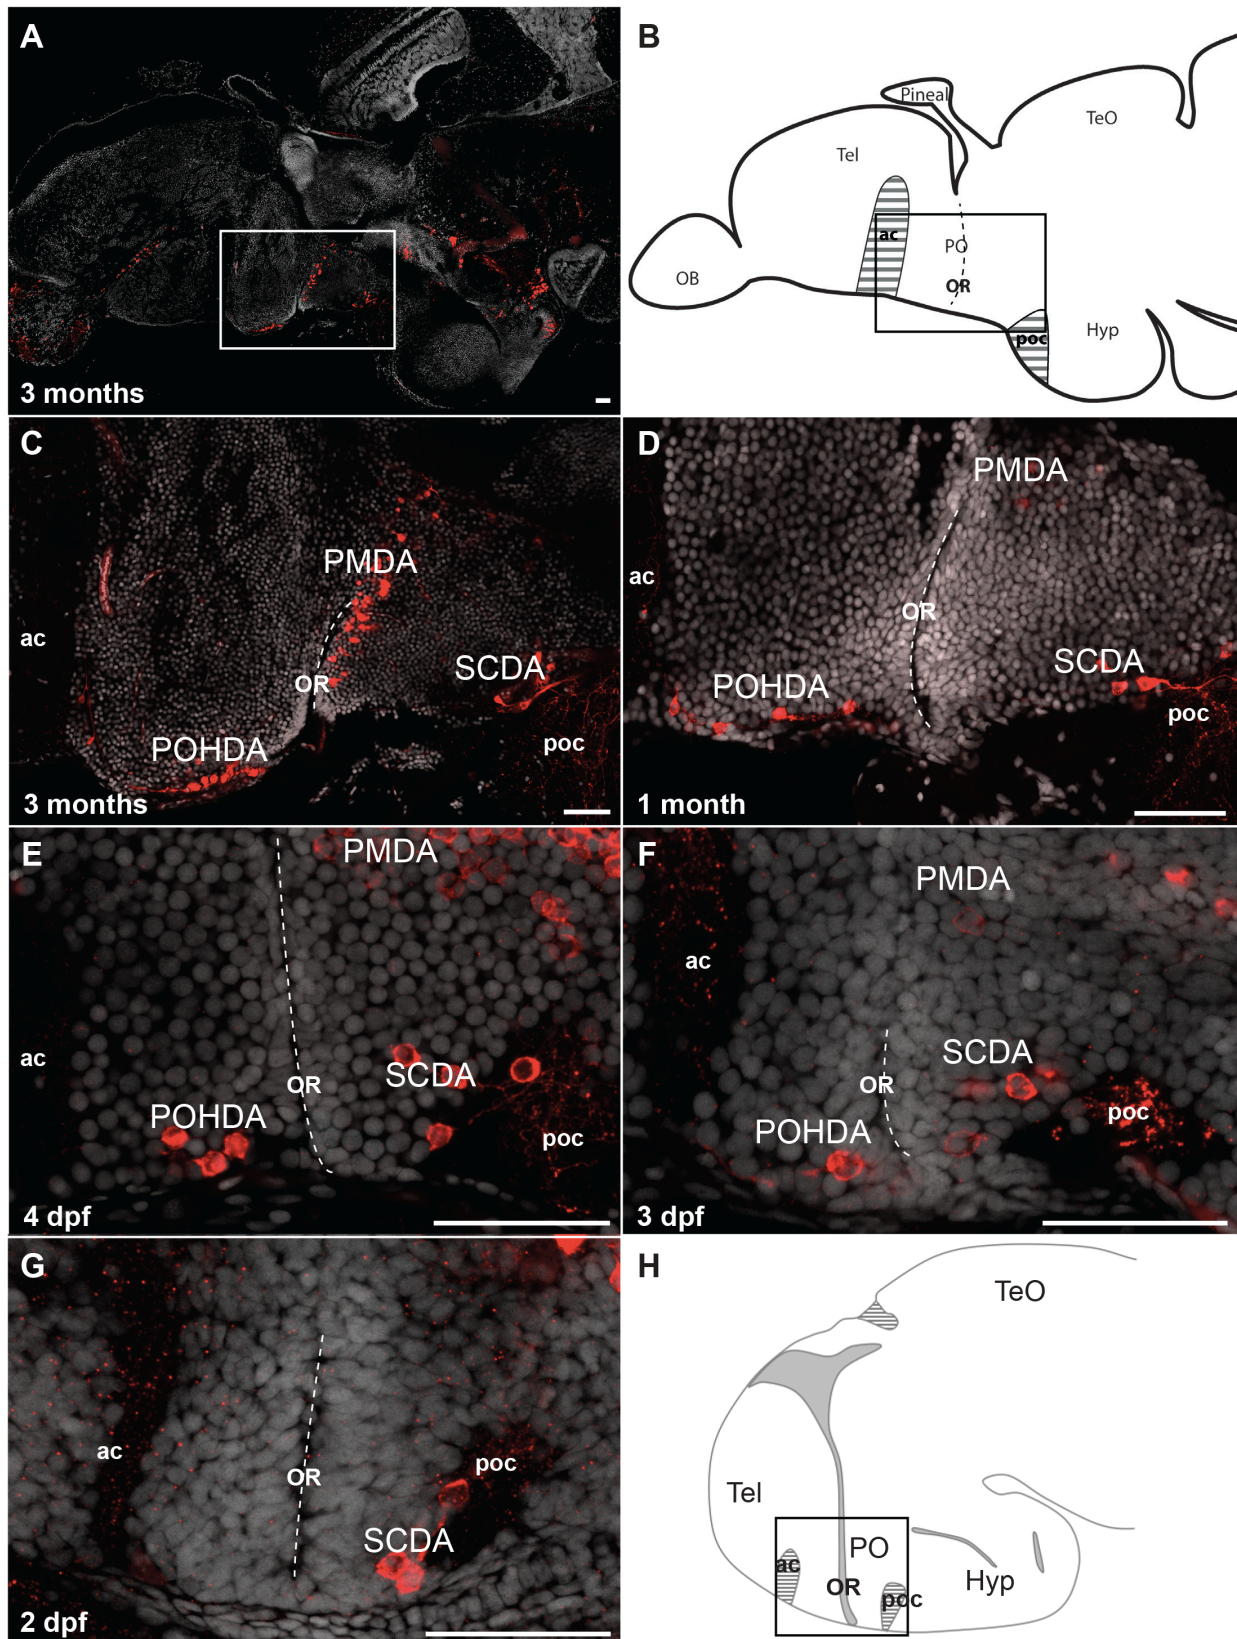 A
3 months
B
Pineal
TeO
Tel
ac
PO
OB
OR
Hyp
poc
C
PMDA
ac
SCDA
OR
POHDA
poc
3 months
D
PMDA
ac
OR
SCDA
POHDA
poc
1 month
E
PMDA
ac
SCDA
OR
POHDA
poc
4 dpf
F
PMDA
ac
SCDA
OR
poc
POHDA
3 dpf
G
ac
poc
OR
SCDA
2 dpf
H
TeO
Tel
PO
ac
OR
Hyp
poc